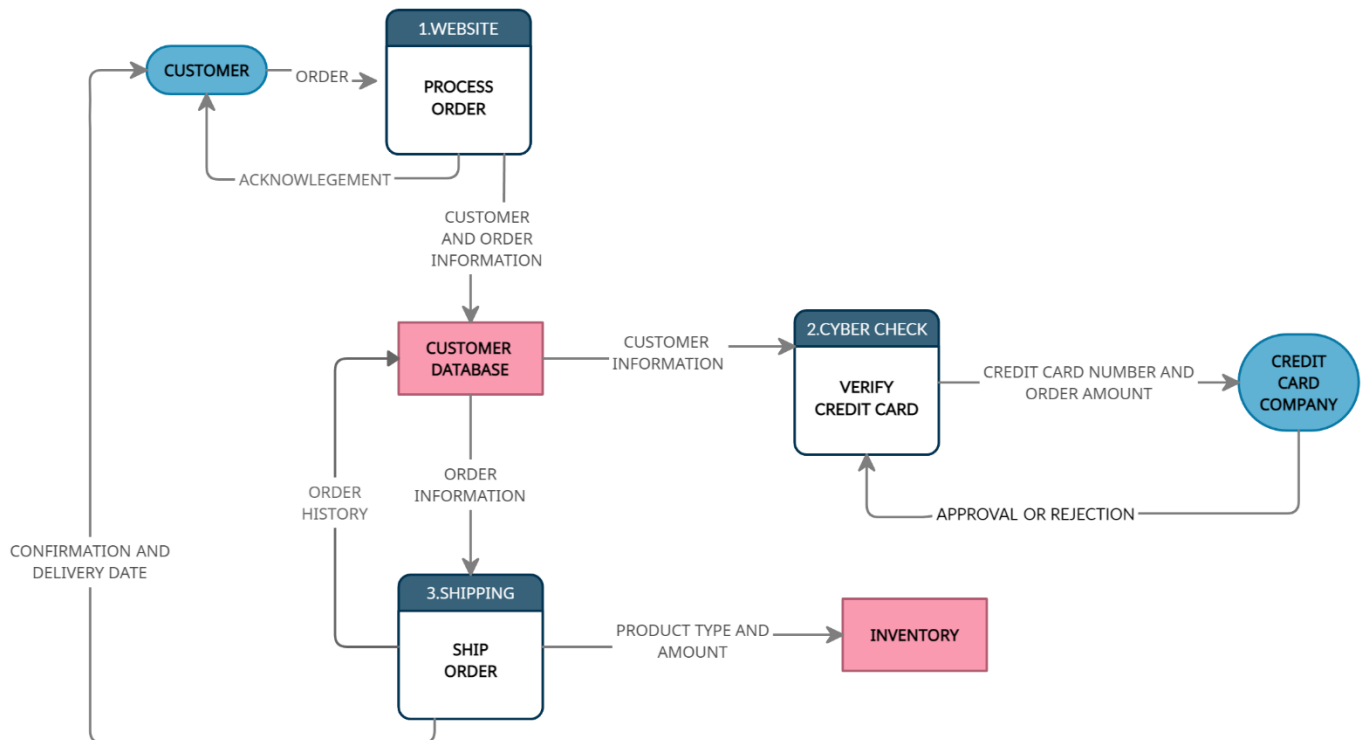 1.WEBSITE
CUSTOMER
ORDER
PROCESS
ORDER
ACKNOWLEGEMENT
CUSTOMER
AND ORDER
INFORMATION
CUSTOMER
DATABASE
CUSTOMER
INFORMATION
2.CYBER CHECK
VERIFY
CREDIT CARD
CREDIT CARD NUMBER AND
ORDER AMOUNT
CREDIT
CARD
COMPANY
ORDER
INFORMATION
ORDER
HISTORY
APPROVAL OR REJECTION
CONFIRMATION AND
DELIVERY DATE
3.SHIPPING
SHIP
ORDER
PRODUCT TYPE AND
AMOUNT
INVENTORY